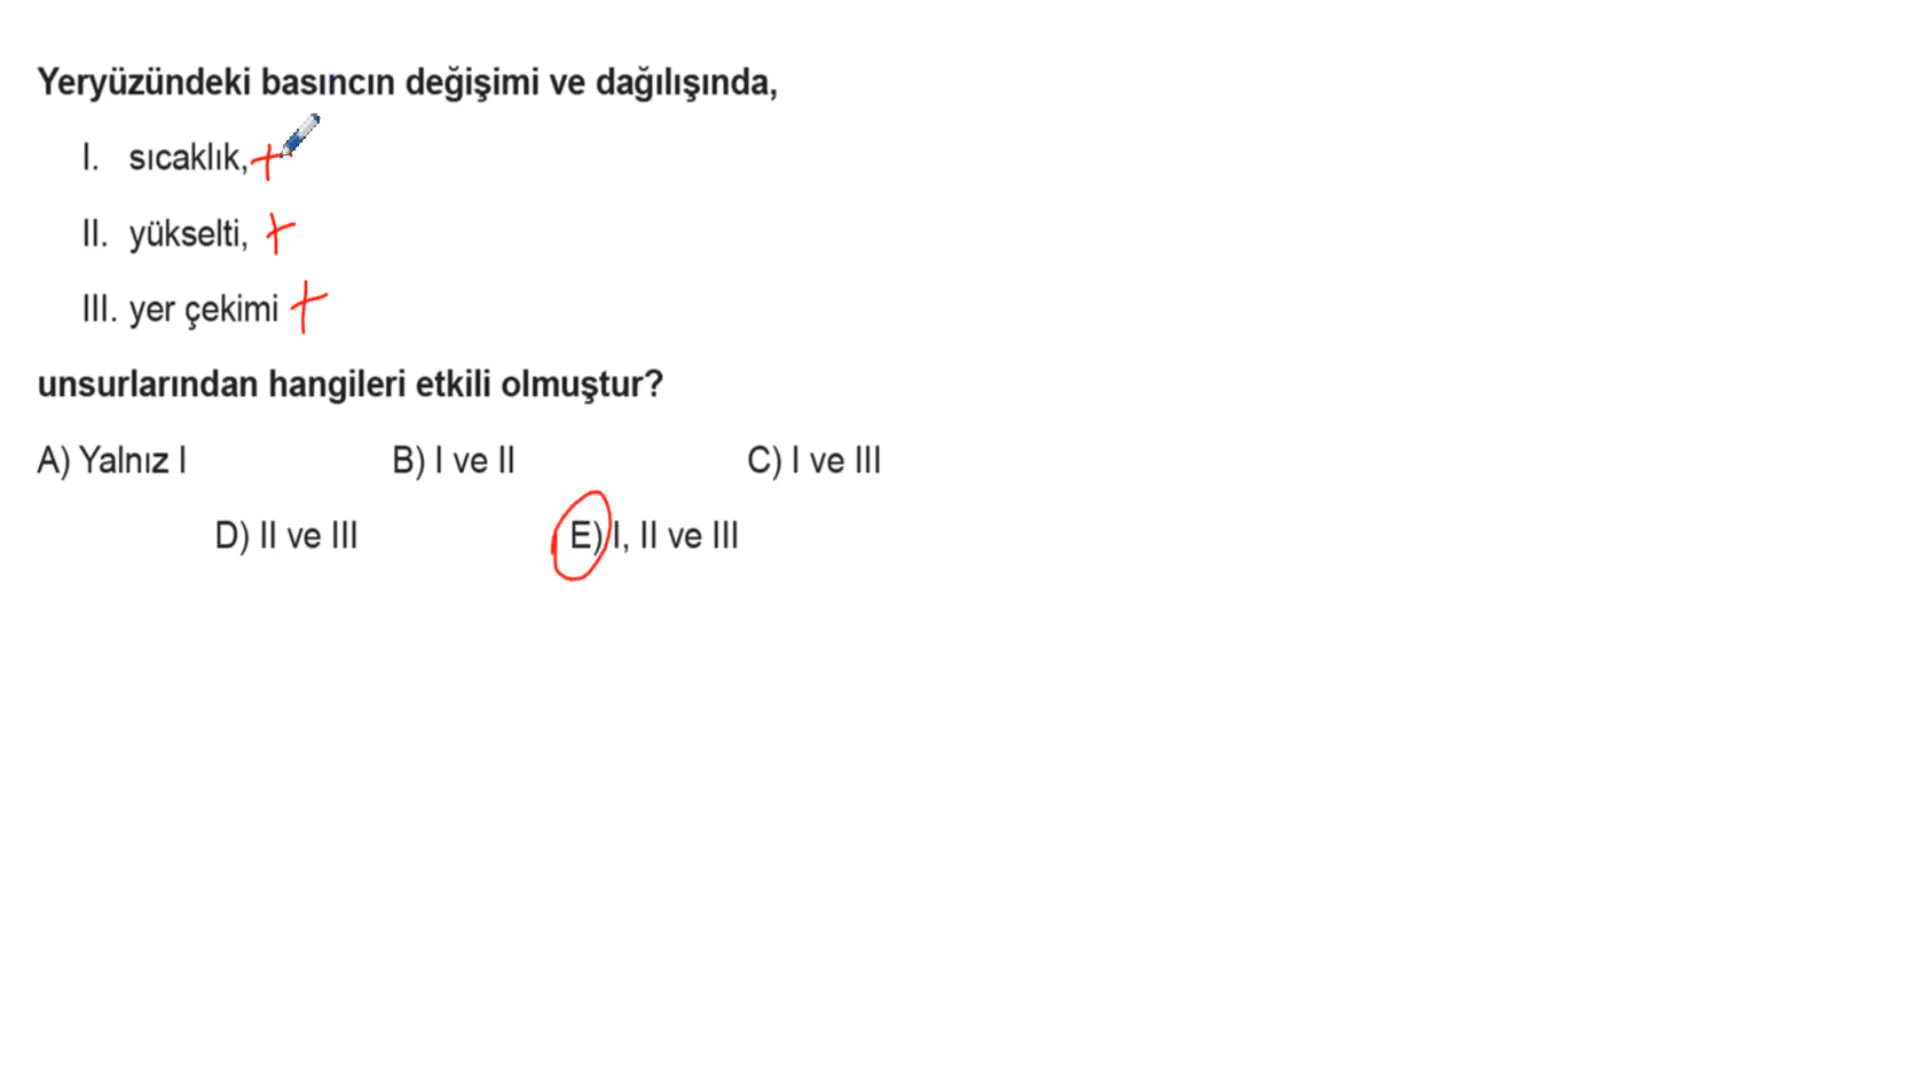 Yeryüzündeki basıncın değişimi ve dağılışında,
I. sıcaklık, +
II. yükselti, +
III. yer çekimi +
unsurlarından hangileri etkili olmuştur?
A) Yalnız I B) I ve II C) I ve III
D) II ve III E) I, II ve III